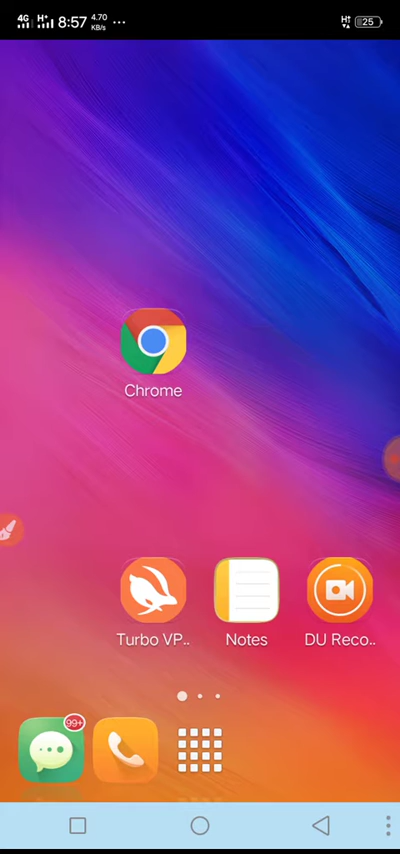 4G H+ 8:57 4.70 KB/s ... H↑ 25
Chrome
Turbo VP.. Notes DU Reco..
99+